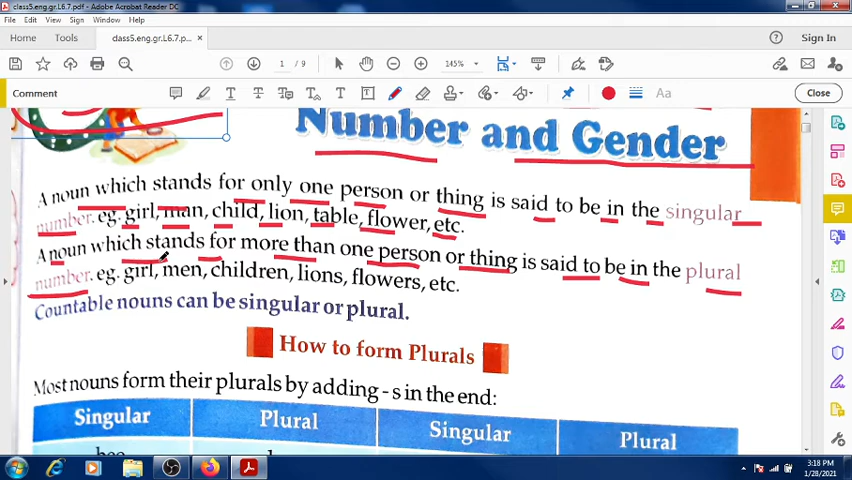 class5.eng.gr.L6.7.pdf - Adobe Acrobat Reader DC
File Edit View Sign Window Help
Home Tools class5.eng.gr.L6.7.p... × Sign In
1 / 9 145%
Comment Aa Close
Number and Gender
A noun which stands for only one person or thing is said to be in the singular
number. eg. girl, man, child, lion, table, flower, etc.
A noun which stands for more than one person or thing is said to be in the plural
number. eg. girl, men, children, lions, flowers, etc.
Countable nouns can be singular or plural.
How to form Plurals
Most nouns form their plurals by adding - s in the end:
Singular Plural Singular Plural
3:18 PM
1/28/2021